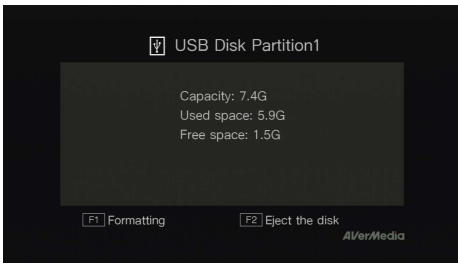 USB Disk Partition1
Capacity: 7.4G
Used space: 5.9G
Free space: 1.5G
F1 Formatting F2 Eject the disk
AVerMedia